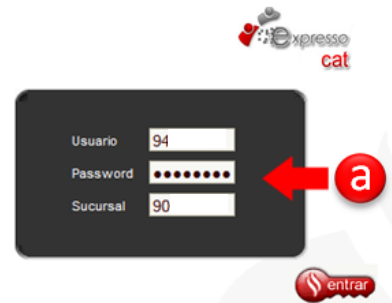 expresso
cat
Usuario 94
Password ●●●●●●●●
a
Sucursal 90
entrar